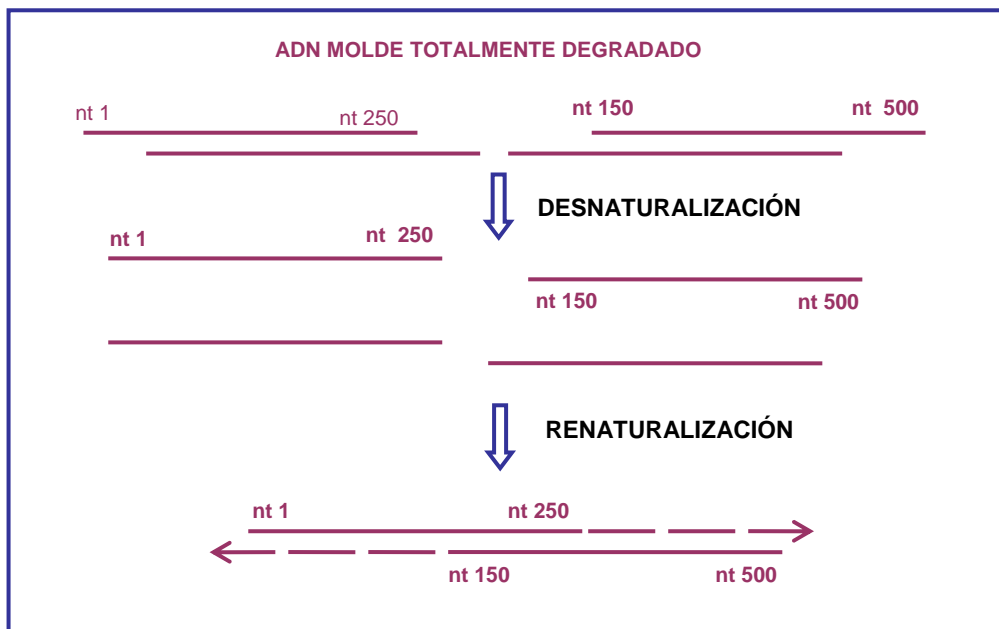 ADN MOLDE TOTALMENTE DEGRADADO
nt 1
nt 250
nt 150
nt 500
DESNATURALIZACIÓN
nt 1
nt 250
nt 150
nt 500
RENATURALIZACIÓN
nt 1
nt 250
nt 150
nt 500